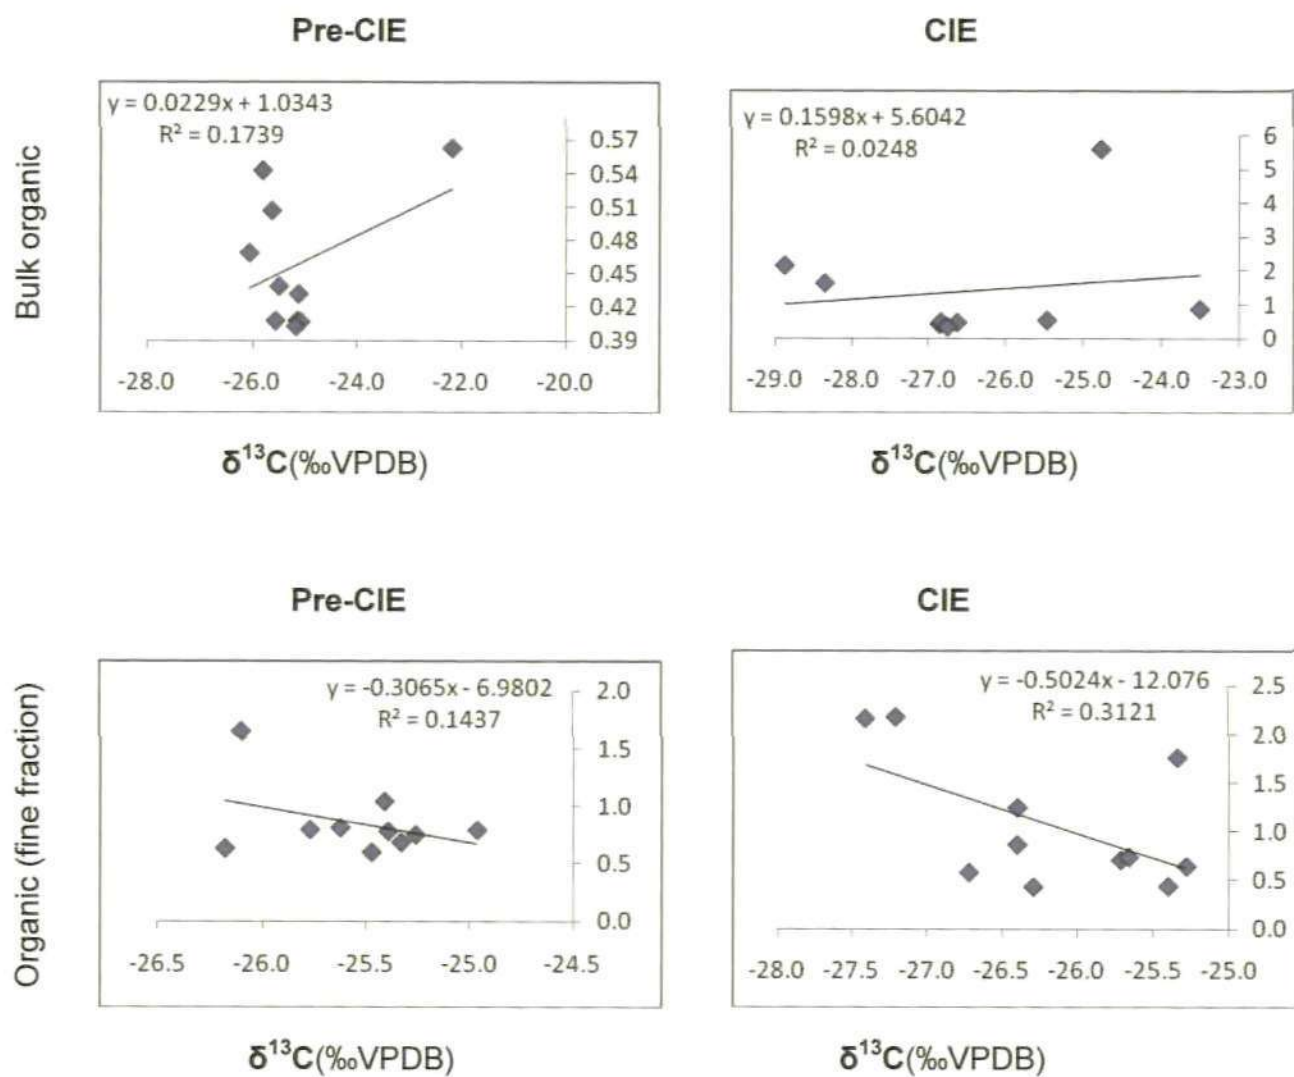 Pre-CIE
CIE
Bulk organic
y = 0.0229x + 1.0343
R² = 0.1739
0.57
0.54
0.51
0.48
0.45
0.42
0.39
-28.0 -26.0 -24.0 -22.0 -20.0
δ¹³C(‰VPDB)
y = 0.1598x + 5.6042
R² = 0.0248
6
5
4
3
2
1
0
-29.0 -28.0 -27.0 -26.0 -25.0 -24.0 -23.0
δ¹³C(‰VPDB)
Pre-CIE
CIE
Organic (fine fraction)
y = -0.3065x - 6.9802
R² = 0.1437
2.0
1.5
1.0
0.5
0.0
-26.5 -26.0 -25.5 -25.0 -24.5
δ¹³C(‰VPDB)
y = -0.5024x - 12.076
R² = 0.3121
2.5
2.0
1.5
1.0
0.5
0.0
-28.0 -27.5 -27.0 -26.5 -26.0 -25.5 -25.0
δ¹³C(‰VPDB)